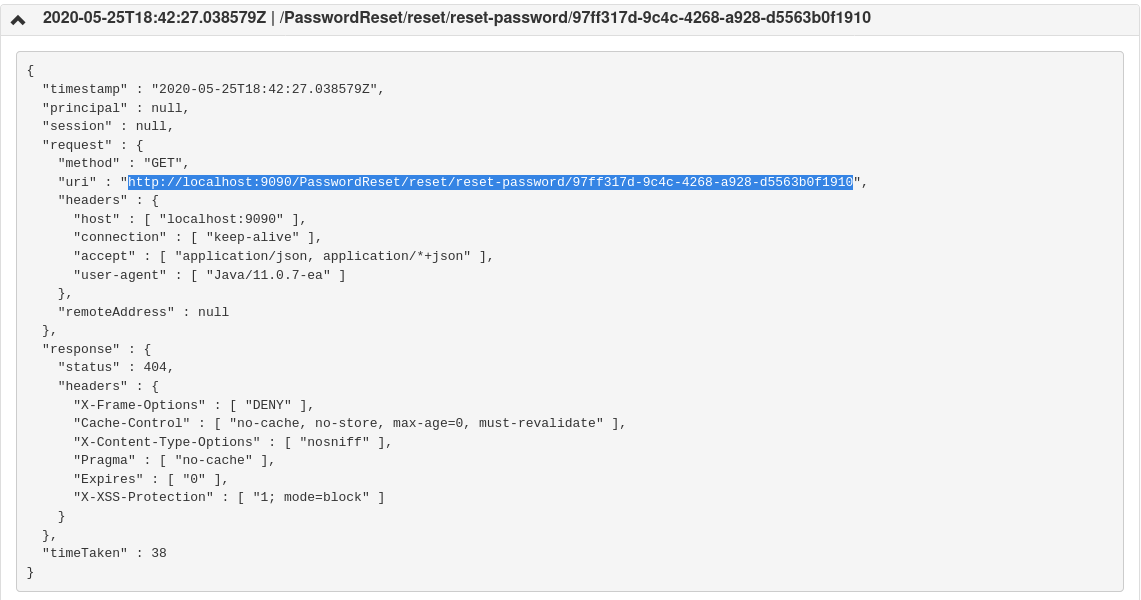 2020-05-25T18:42:27.038579Z | /PasswordReset/reset/reset-password/97ff317d-9c4c-4268-a928-d5563b0f1910
{
  "timestamp" : "2020-05-25T18:42:27.038579Z",
  "principal" : null,
  "session" : null,
  "request" : {
    "method" : "GET",
    "uri" : "http://localhost:9090/PasswordReset/reset/reset-password/97ff317d-9c4c-4268-a928-d5563b0f1910",
    "headers" : {
      "host" : [ "localhost:9090" ],
      "connection" : [ "keep-alive" ],
      "accept" : [ "application/json, application/*+json" ],
      "user-agent" : [ "Java/11.0.7-ea" ]
    },
    "remoteAddress" : null
  },
  "response" : {
    "status" : 404,
    "headers" : {
      "X-Frame-Options" : [ "DENY" ],
      "Cache-Control" : [ "no-cache, no-store, max-age=0, must-revalidate" ],
      "X-Content-Type-Options" : [ "nosniff" ],
      "Pragma" : [ "no-cache" ],
      "Expires" : [ "0" ],
      "X-XSS-Protection" : [ "1; mode=block" ]
    }
  },
  "timeTaken" : 38
}